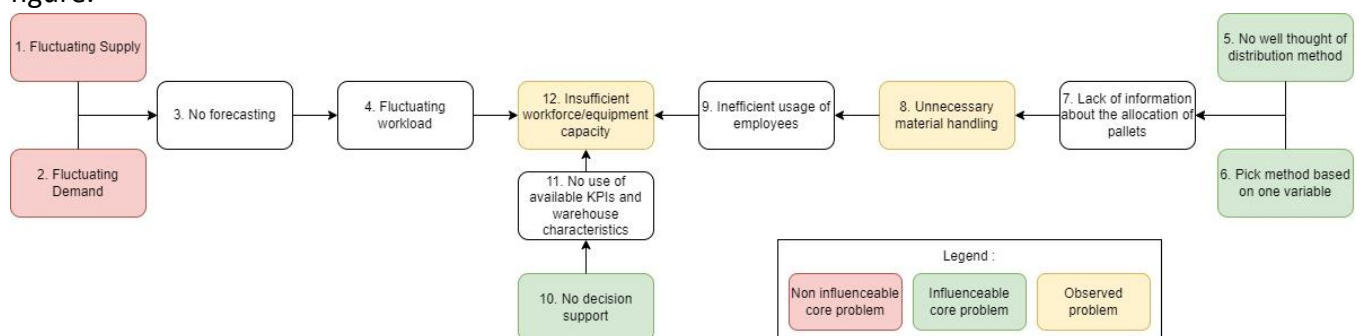 figure.
1. Fluctuating Supply
2. Fluctuating
Demand
3. No forecasting
4. Fluctuating
workload
12. Insufficient
workforce/equipment
capacity
11. No use of
available KPIs and
warehouse
characteristics
10. No decision
support
9. Inefficient usage of
employees
8. Unnecessary
material handling
7. Lack of information
about the allocation of
pallets
5. No well thought of
distribution method
6. Pick method based
on one variable
Legend :
Non influenceable
core problem
Influenceable
core problem
Observed
problem